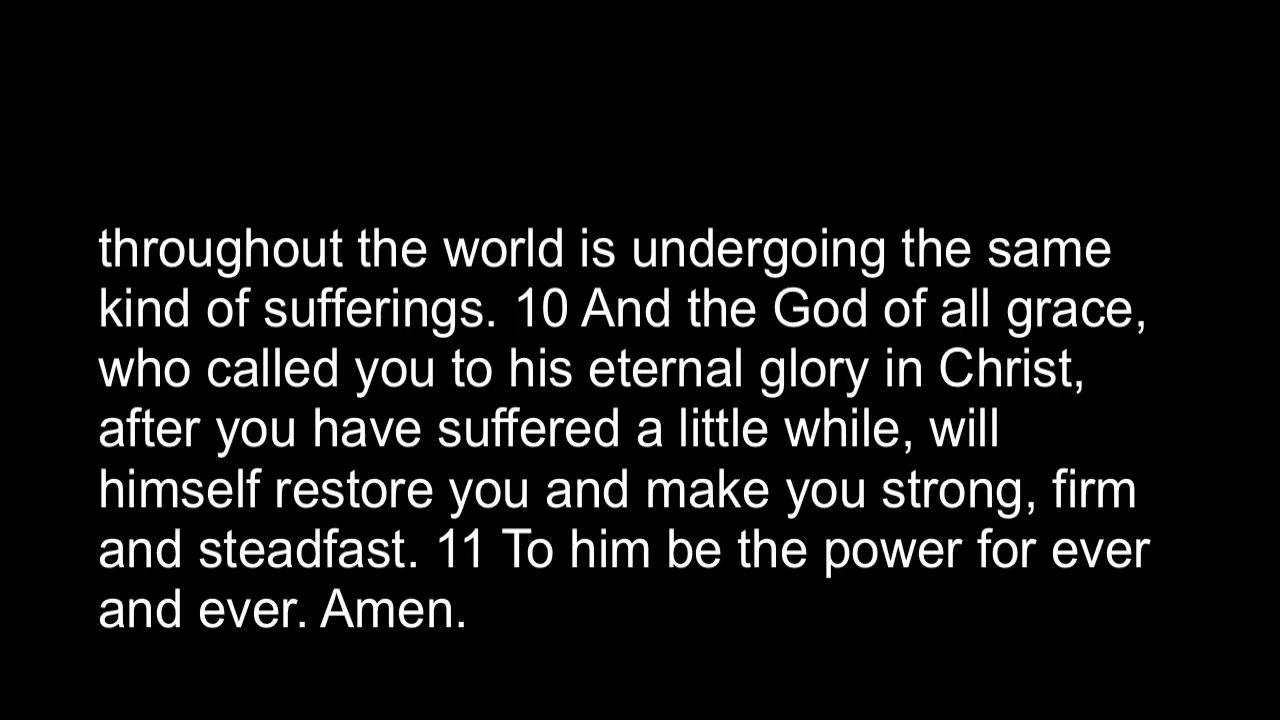 throughout the world is undergoing the same
kind of sufferings. 10 And the God of all grace,
who called you to his eternal glory in Christ,
after you have suffered a little while, will
himself restore you and make you strong, firm
and steadfast. 11 To him be the power for ever
and ever. Amen.